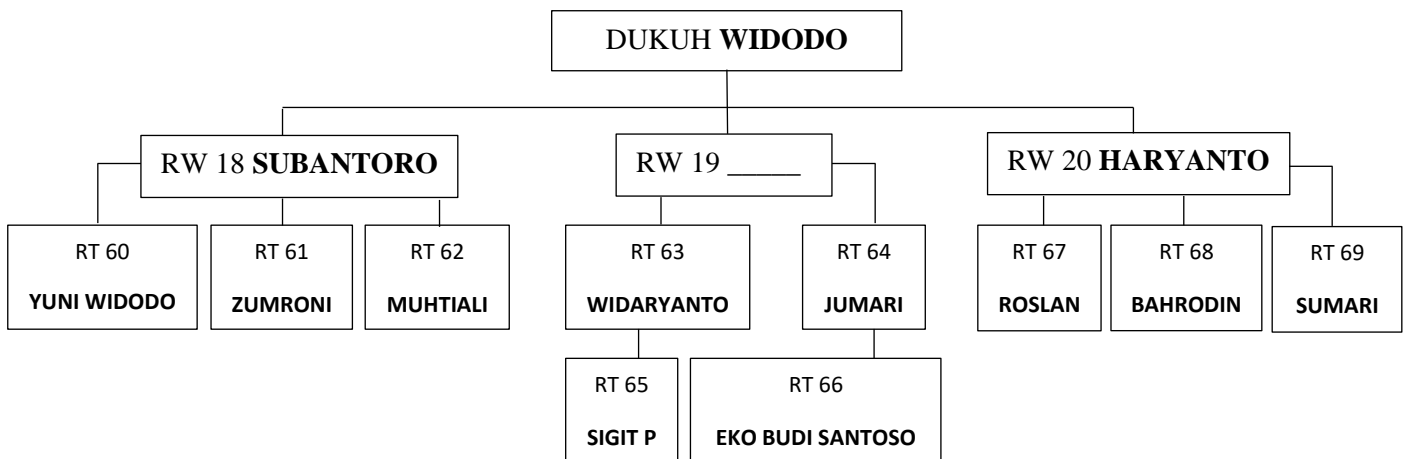 DUKUH WIDODO
RW 18 SUBANTORO
RW 19 ______
RW 20 HARYANTO
RT 60
YUNI WIDODO
RT 61
ZUMRONI
RT 62
MUHTIALI
RT 63
WIDARYANTO
RT 64
JUMARI
RT 67
ROSLAN
RT 68
BAHRODIN
RT 69
SUMARI
RT 65
SIGIT P
RT 66
EKO BUDI SANTOSO